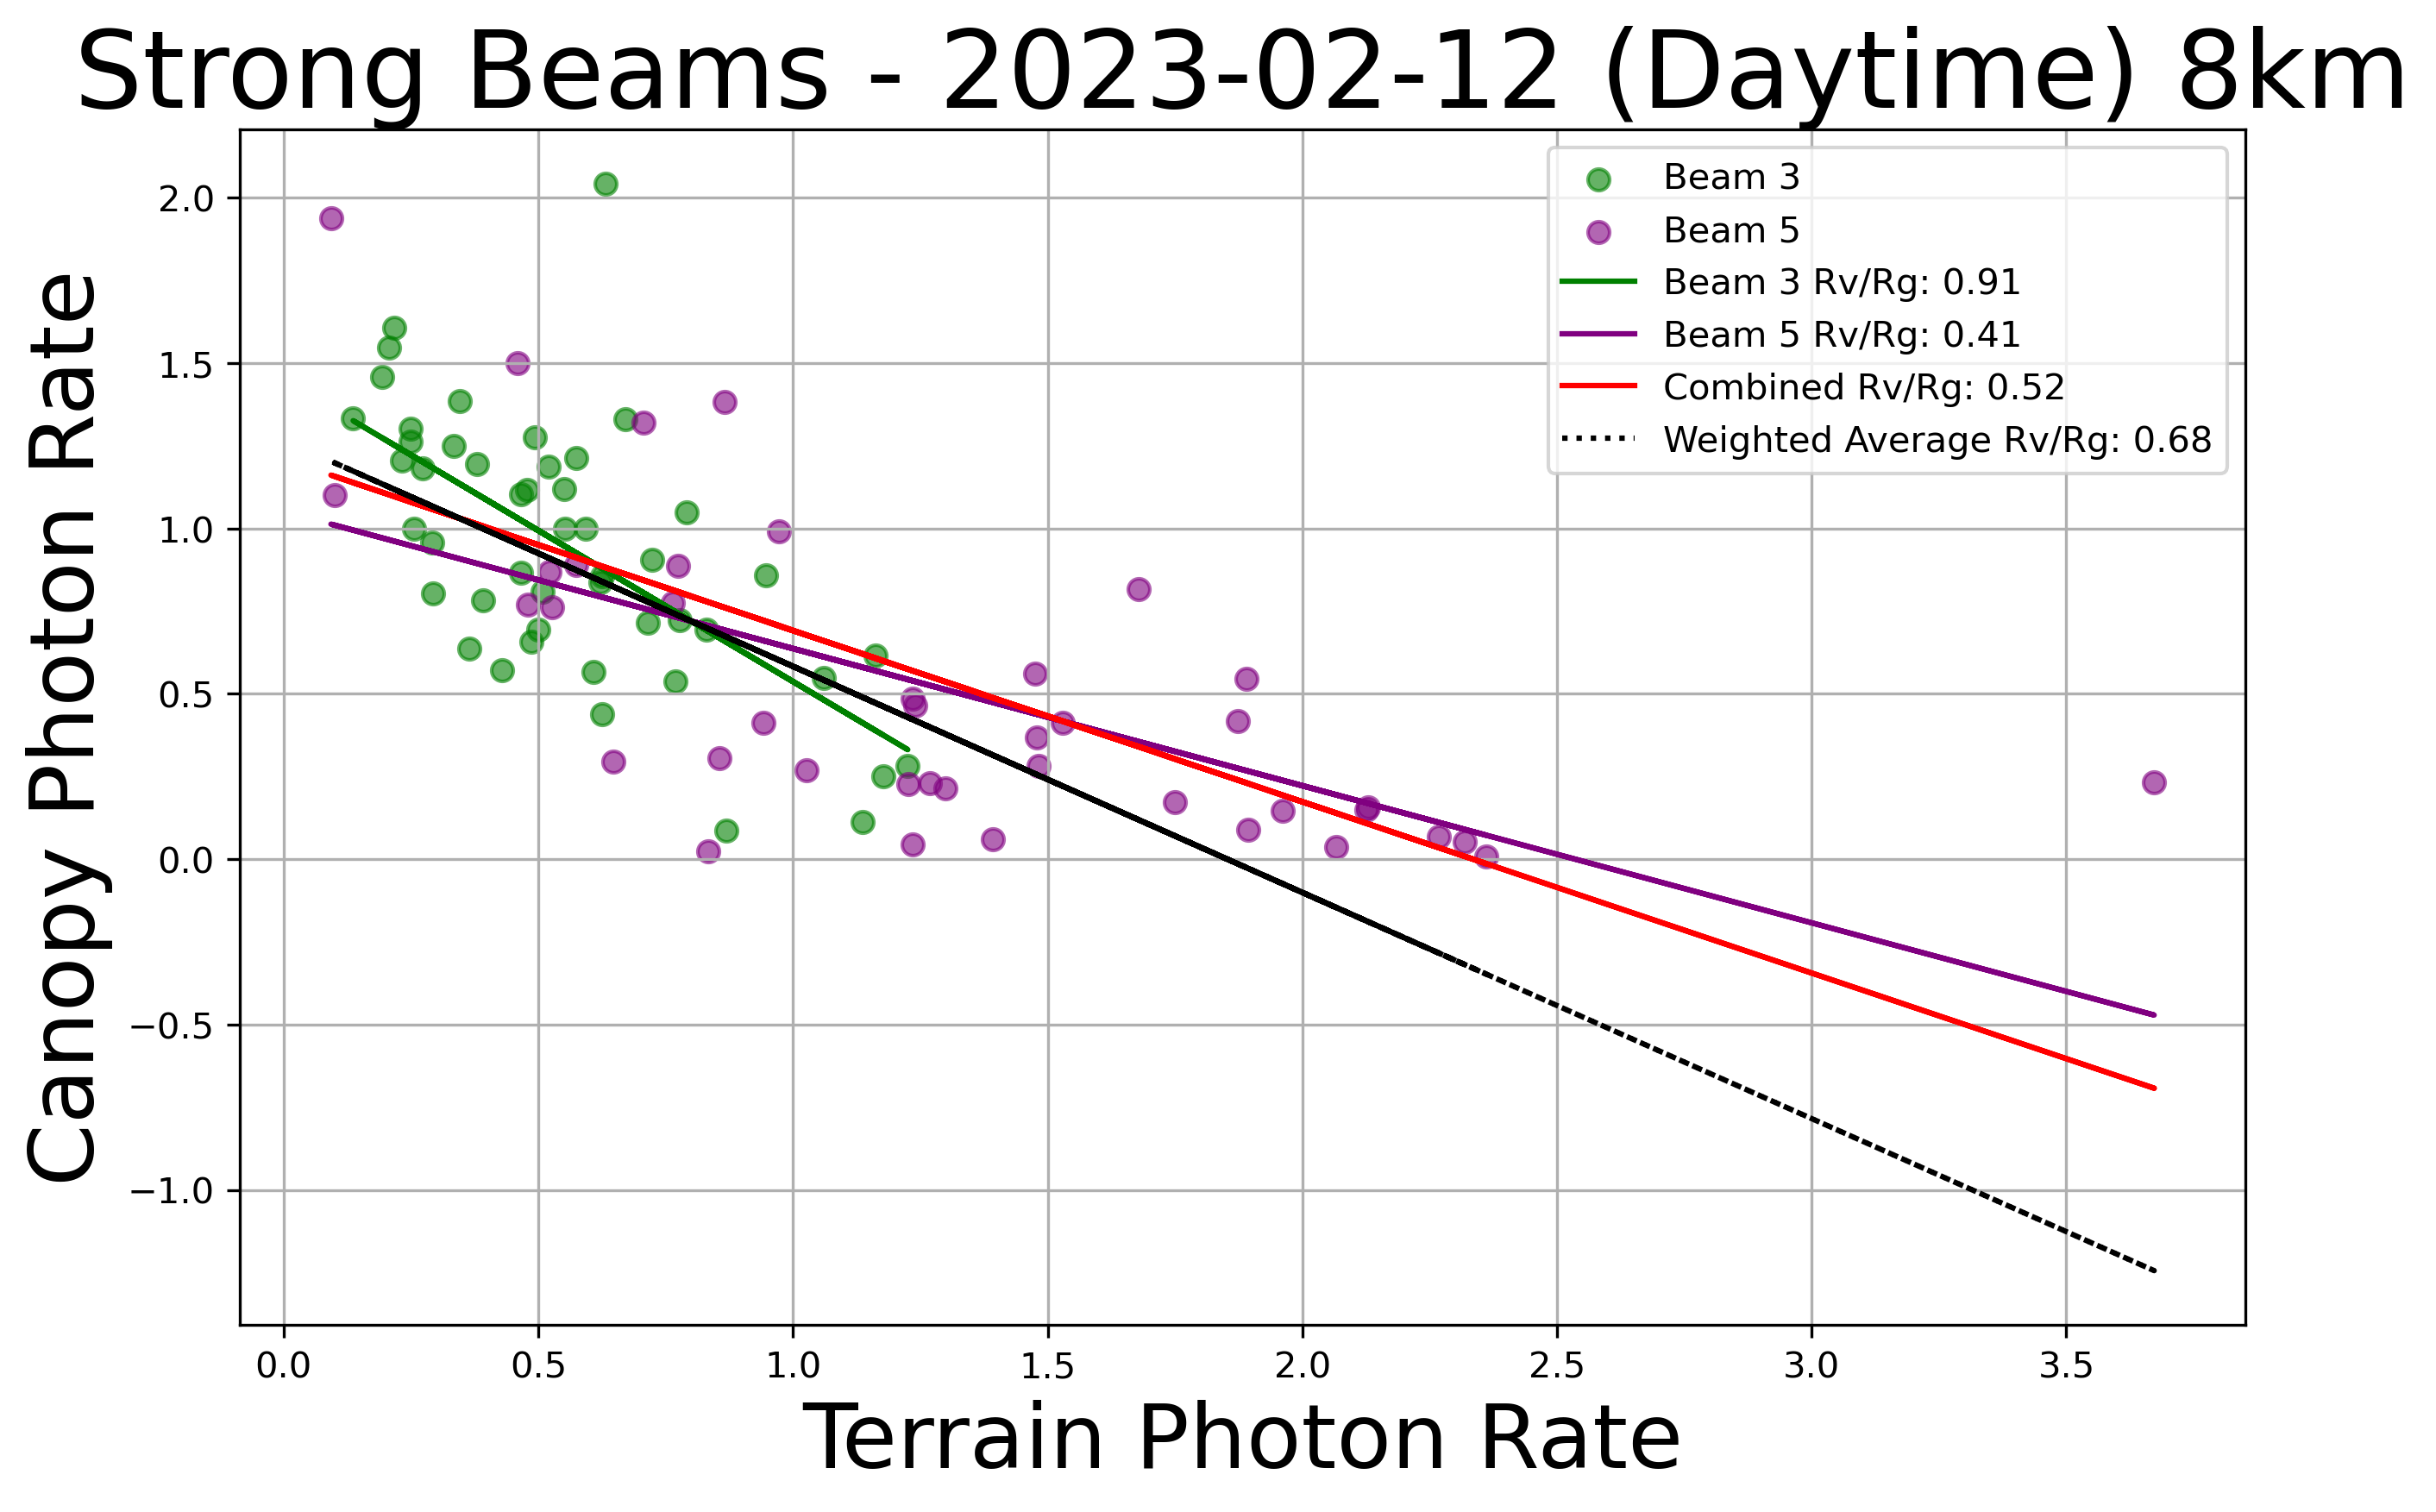 Strong Beams - 2023-02-12 (Daytime) 8km
Beam 3
Beam 5
Beam 3 Rv/Rg: 0.91
Beam 5 Rv/Rg: 0.41
Combined Rv/Rg: 0.52
Weighted Average Rv/Rg: 0.68
Canopy Photon Rate
2.0
1.5
1.0
0.5
0.0
−0.5
−1.0
0.0 0.5 1.0 1.5 2.0 2.5 3.0 3.5
Terrain Photon Rate